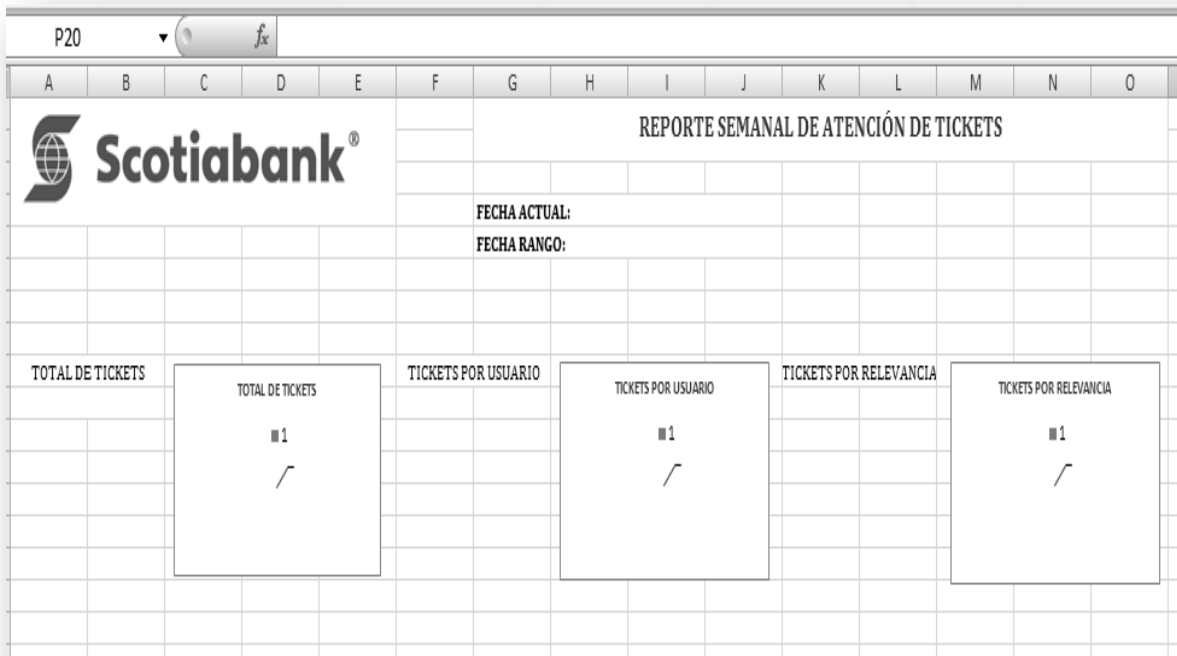 P20
fx
A B C D E F G H I J K L M N O
Scotiabank®
REPORTE SEMANAL DE ATENCIÓN DE TICKETS
FECHA ACTUAL:
FECHA RANGO:
TOTAL DE TICKETS
TOTAL DE TICKETS
1
TICKETS POR USUARIO
TICKETS POR USUARIO
1
TICKETS POR RELEVANCIA
TICKETS POR RELEVANCIA
1